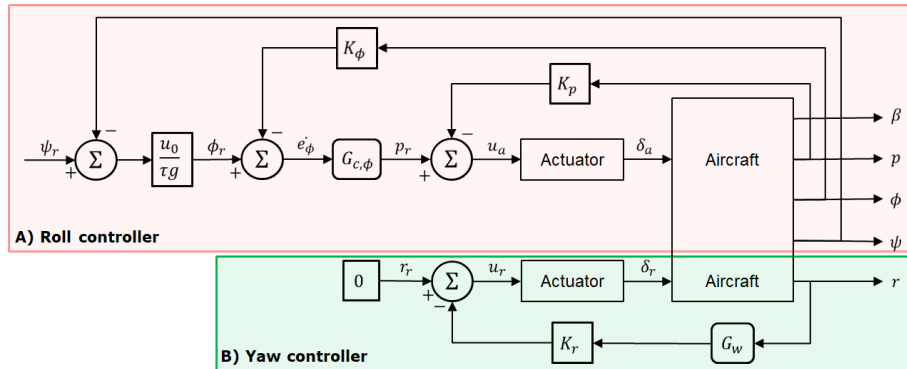 K_ϕ
K_p
ψ_r
−
+
Σ
u_0
τg
ϕ_r
−
+
Σ
e_ϕ̇
G_{c,ϕ}
p_r
−
+
Σ
u_a
Actuator
δ_a
Aircraft
β
p
ϕ
ψ
A) Roll controller
0
r_r
+
−
Σ
u_r
Actuator
δ_r
Aircraft
r
K_r
G_w
B) Yaw controller